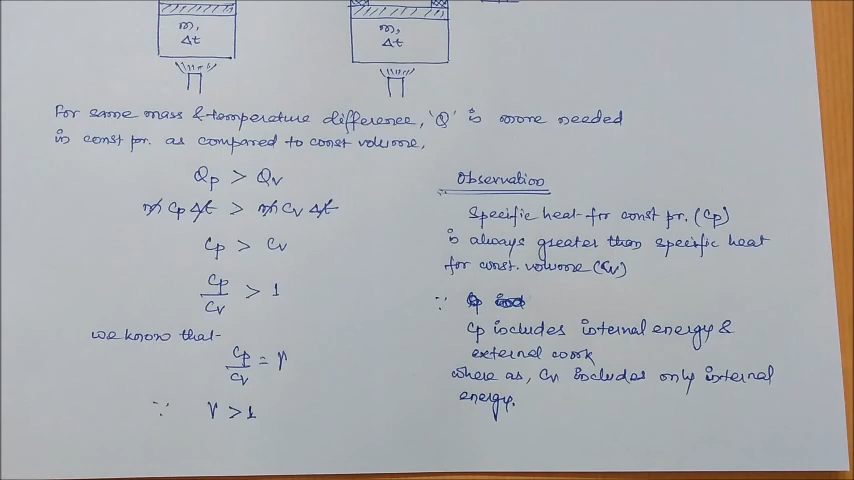 m,
Δt
m,
Δt
For same mass & temperature difference, 'Q' is more needed
in const pr. as compared to const volume,
Qp > Qv
m Cp Δt > m Cv Δt
Cp > Cv
Cp/Cv > 1
we know that-
Cp/Cv = γ
∵ γ > 1
Observation
Specific heat for const pr. (Cp)
is always greater than specific heat
for const. volume (Cv)
∵
Cp includes internal energy &
external work
where as, Cv includes only internal
energy.